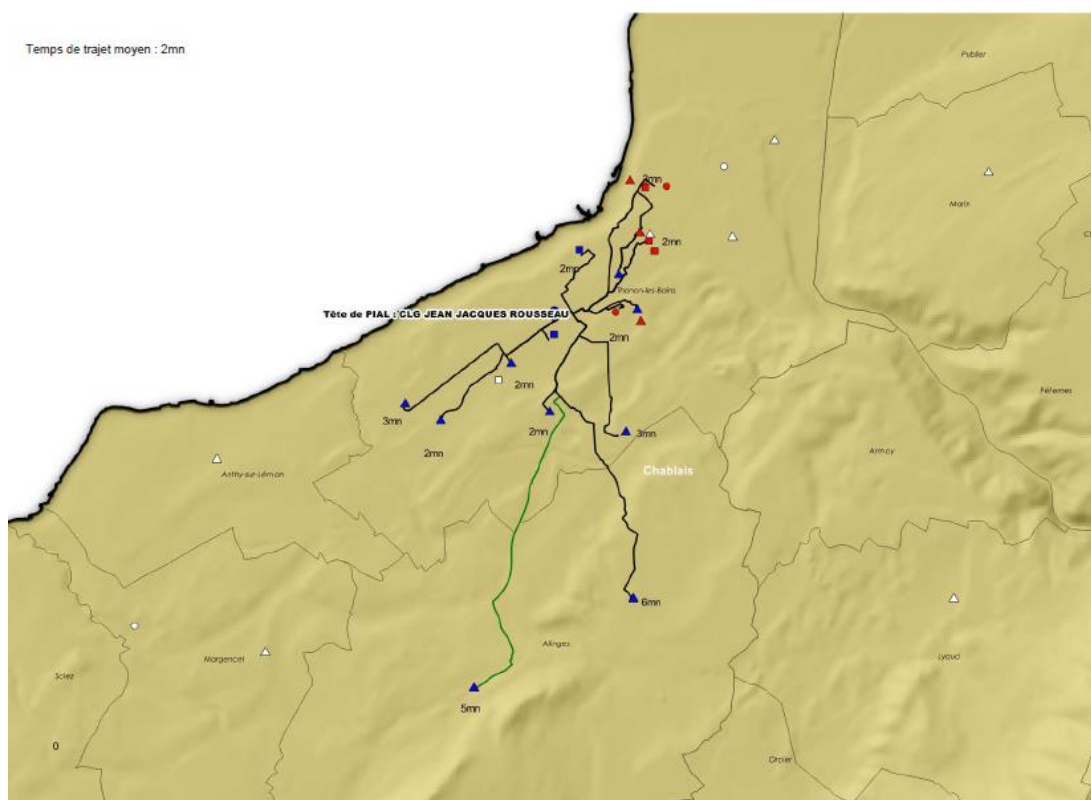 Temps de trajet moyen : 2mn
Publier
Marin
2mn
2mn
2mn
Thonon-les-Bains
Tête de PIAL : CLG JEAN JACQUES ROUSSEAU
2mn
2mn
Féternes
3mn
2mn
2mn
3mn
Armoy
Anthy-sur-Léman
Chablais
6mn
Allinges
Margencel
Lyaud
Sciez
5mn
0
Orcier